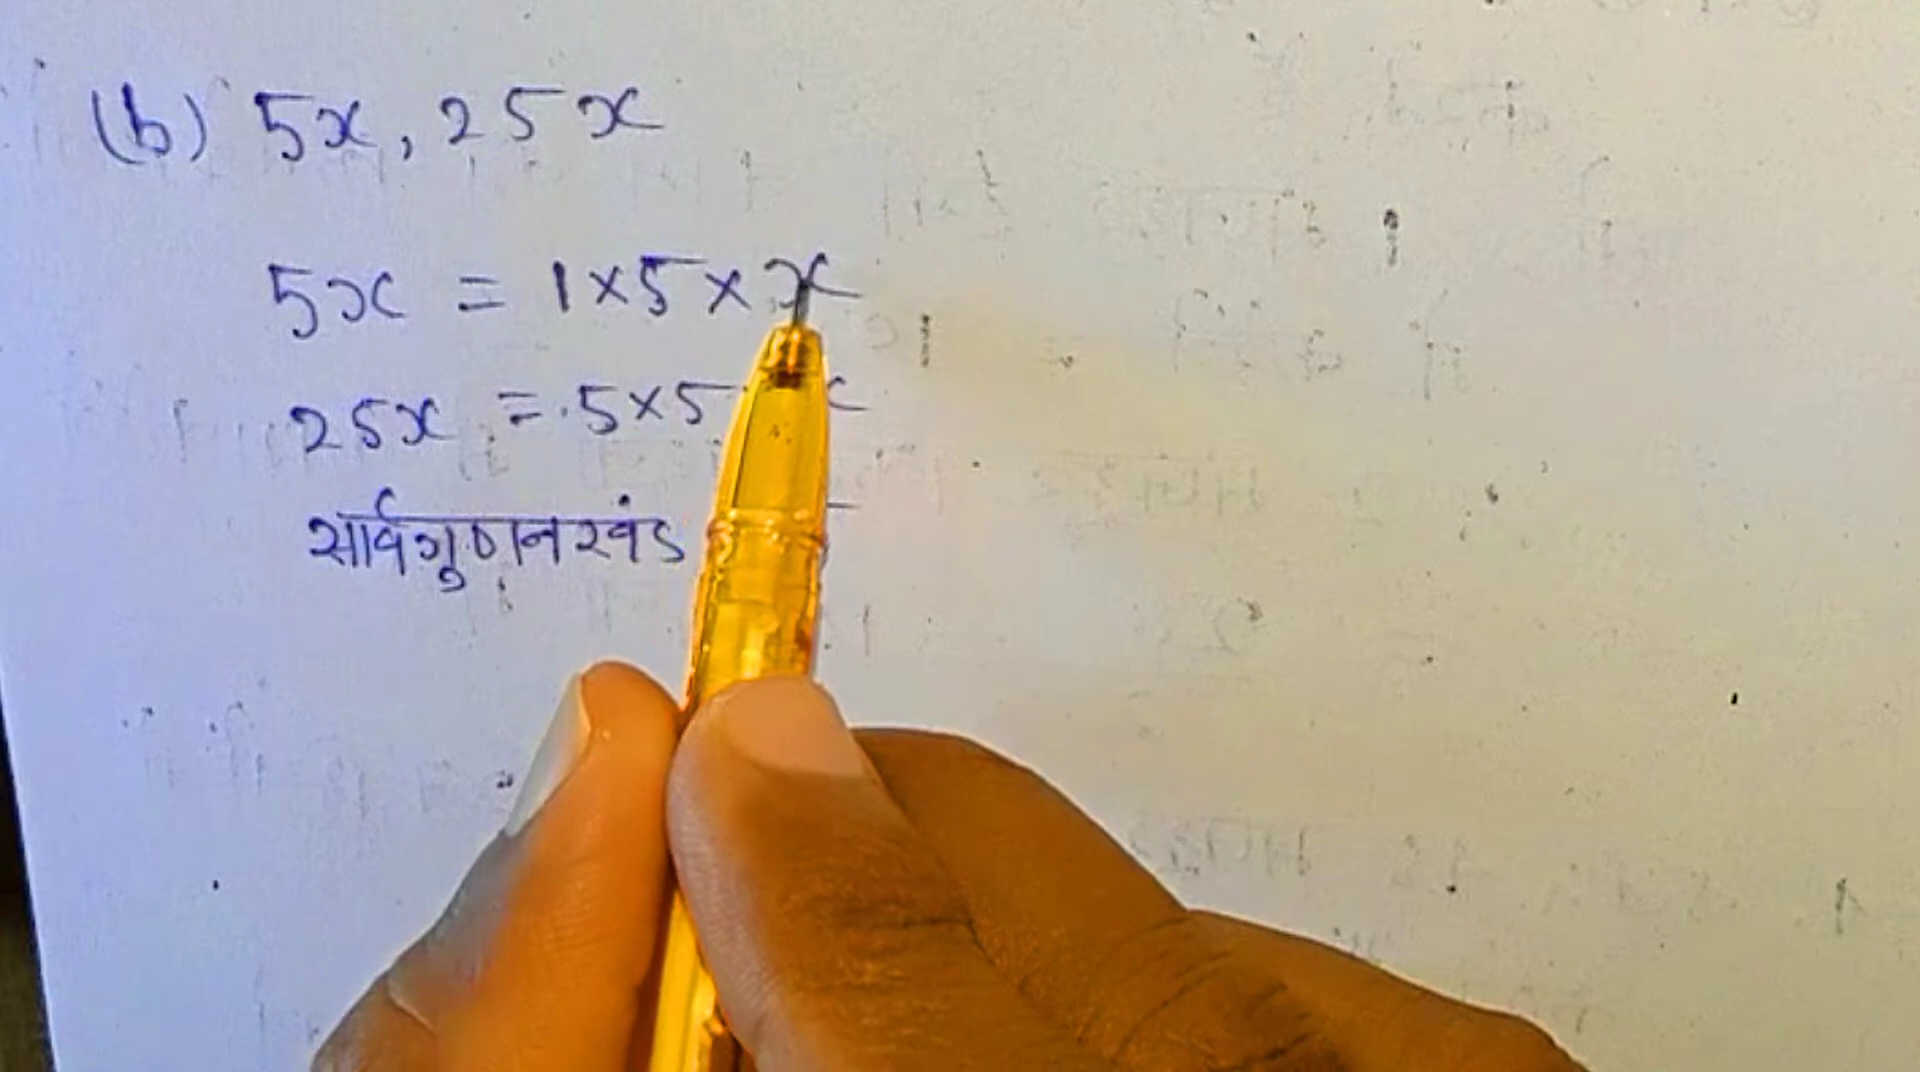 (b) 5x, 25x
5x = 1×5×x
25x = 5×5
सार्वगुणनखंड